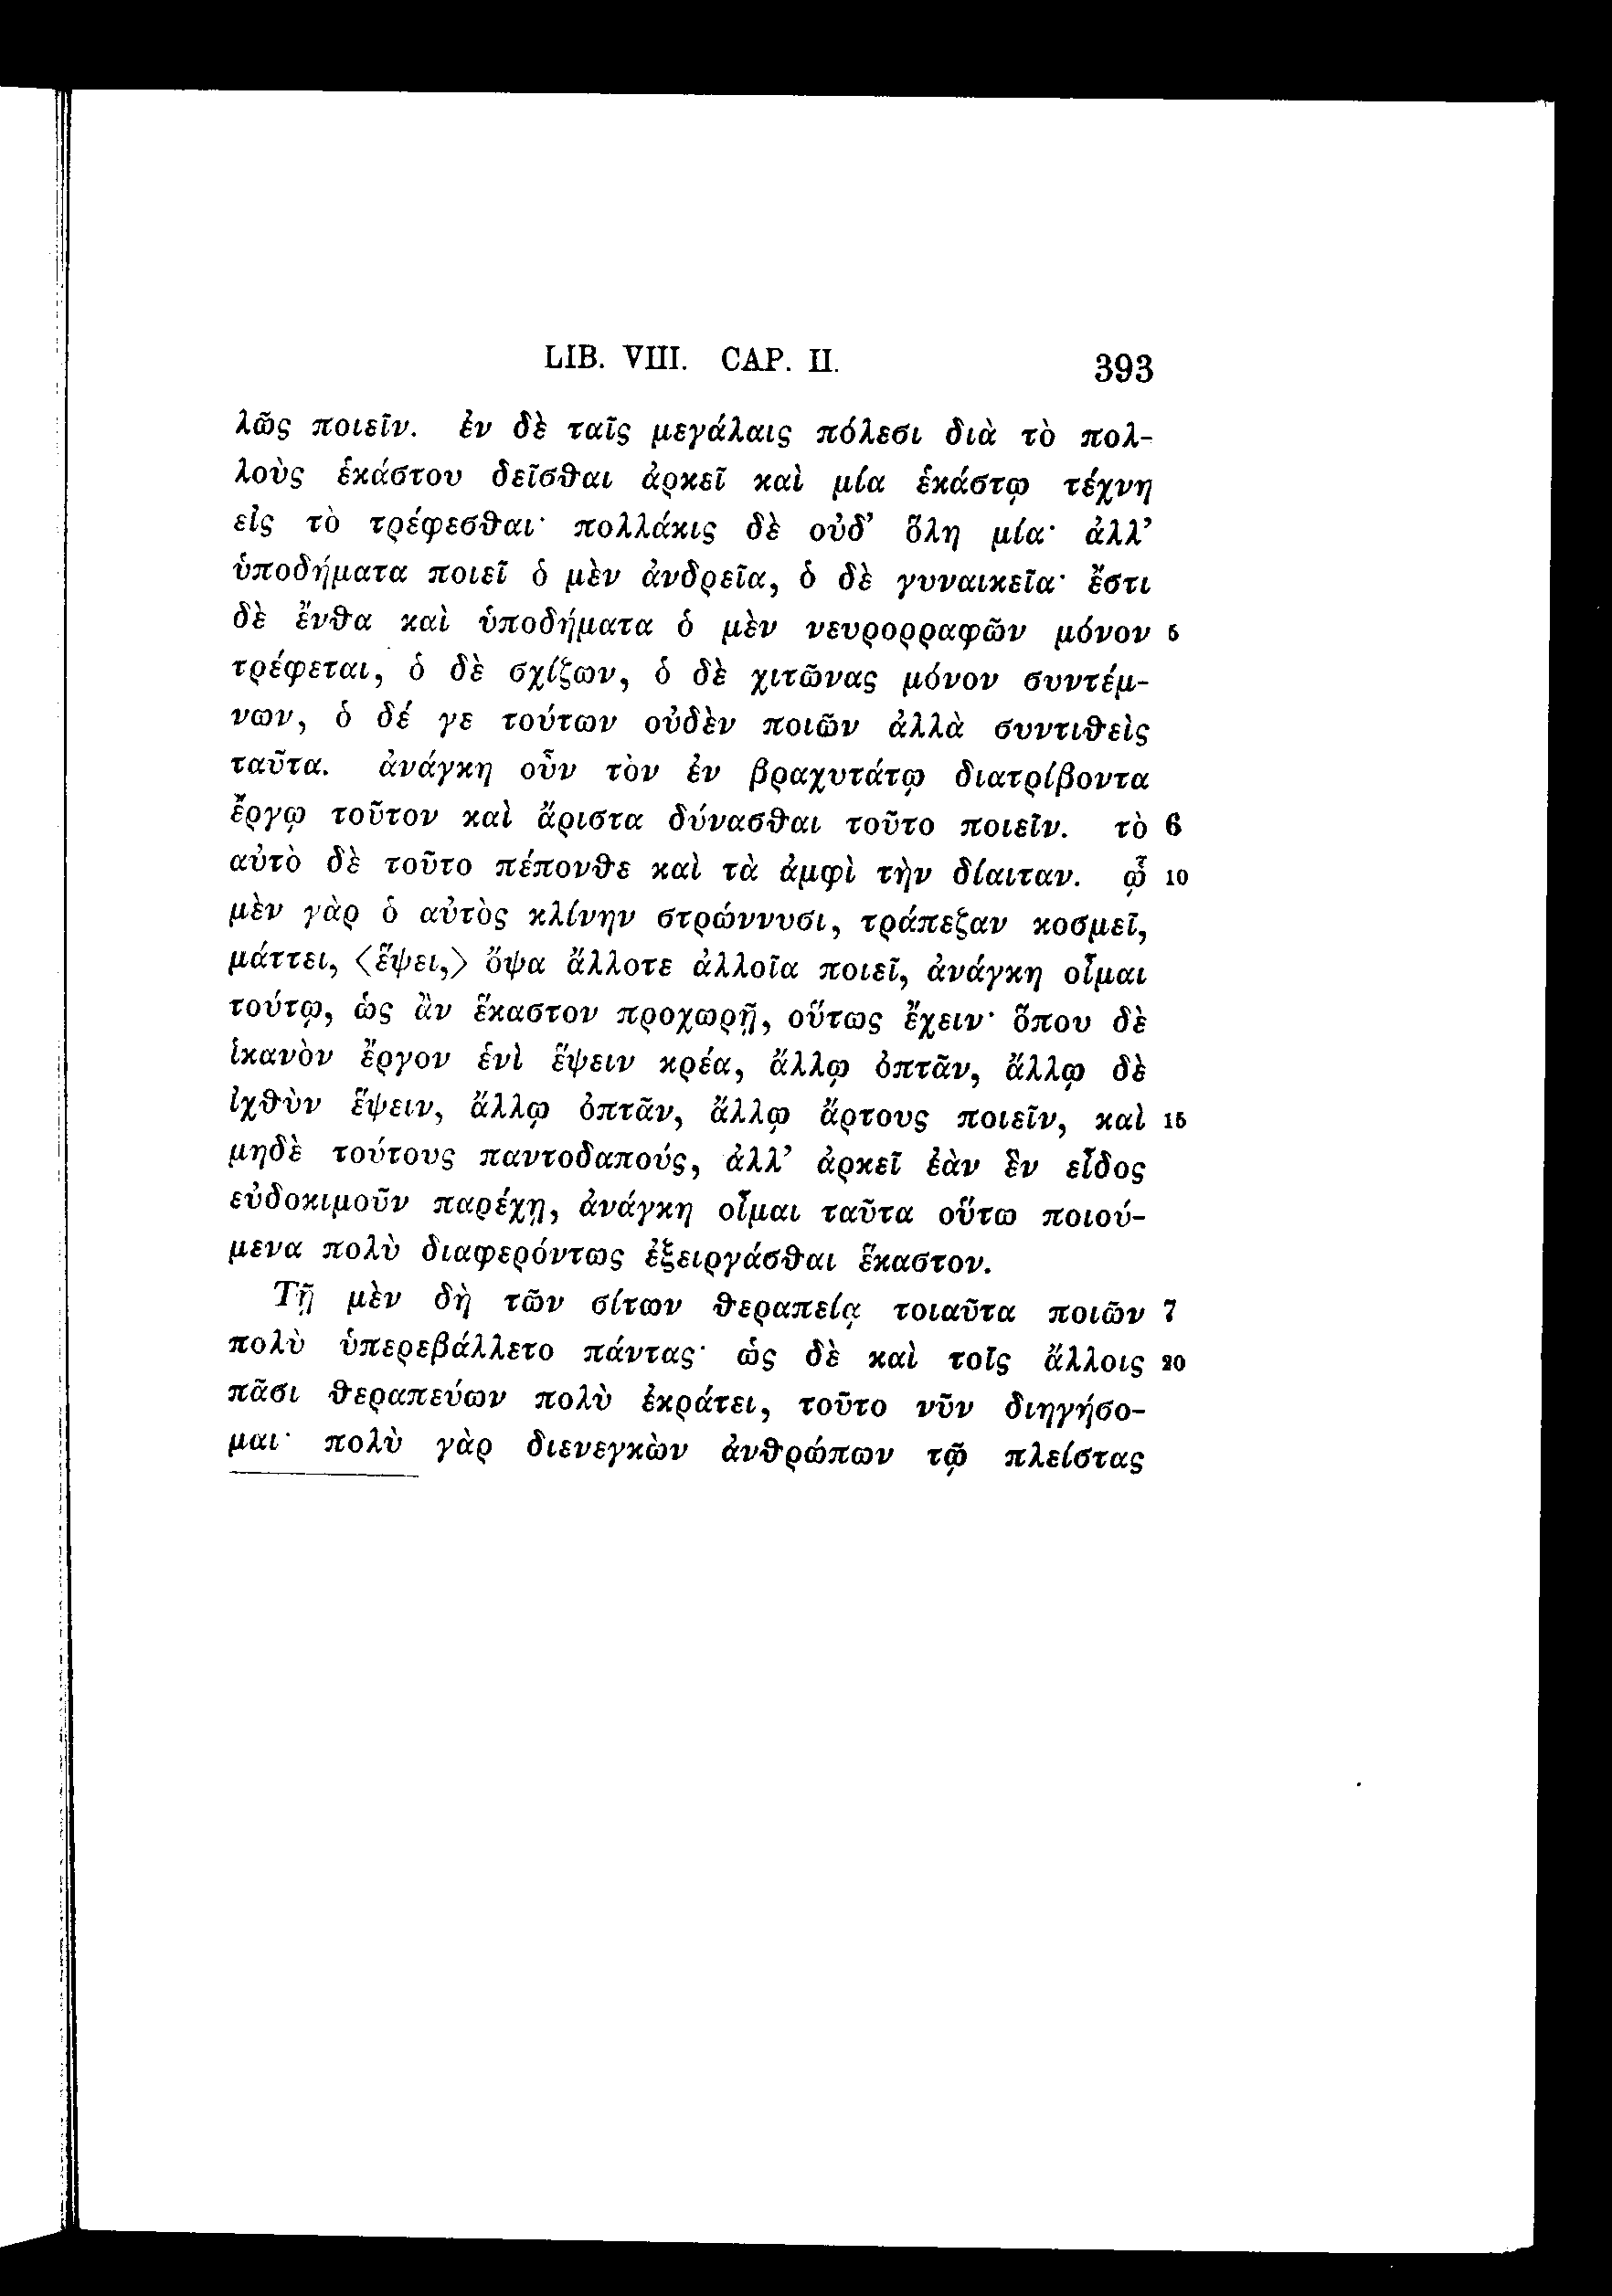 LIB. VIII. CAP. II. 393
λῶς ποιεῖν. ἐν δὲ ταῖς μεγάλαις πόλεσι διὰ τὸ πολ-
λοὺς ἑκάστου δεῖσθαι ἀρκεῖ καὶ μία ἑκάστῳ τέχνη
εἰς τὸ τρέφεσθαι· πολλάκις δὲ οὐδ’ ὅλη μία· ἀλλ’
ὑποδήματα ποιεῖ ὁ μὲν ἀνδρεῖα, ὁ δὲ γυναικεῖα· ἔστι
δὲ ἔνθα καὶ ὑποδήματα ὁ μὲν νευρορραφῶν μόνον 5
τρέφεται, ὁ δὲ σχίζων, ὁ δὲ χιτῶνας μόνον συντέμ-
νων, ὁ δέ γε τούτων οὐδὲν ποιῶν ἀλλὰ συντιθεὶς
ταῦτα. ἀνάγκη οὖν τὸν ἐν βραχυτάτῳ διατρίβοντα
ἔργῳ τοῦτον καὶ ἄριστα δύνασθαι τοῦτο ποιεῖν. τὸ 6
αὐτὸ δὲ τοῦτο πέπονθε καὶ τὰ ἀμφὶ τὴν δίαιταν. ᾧ 10
μὲν γὰρ ὁ αὐτὸς κλίνην στρώννυσι, τράπεζαν κοσμεῖ,
μάττει, <ἕψει,> ὄψα ἄλλοτε ἀλλοῖα ποιεῖ, ἀνάγκη οἶμαι
τούτῳ, ὡς ἂν ἕκαστον προχωρῇ, οὕτως ἔχειν· ὅπου δὲ
ἱκανὸν ἔργον ἑνὶ ἕψειν κρέα, ἄλλῳ ὀπτᾶν, ἄλλῳ δὲ
ἰχθὺν ἕψειν, ἄλλῳ ὀπτᾶν, ἄλλῳ ἄρτους ποιεῖν, καὶ 15
μηδὲ τούτους παντοδαπούς, ἀλλ’ ἀρκεῖ ἐὰν ἓν εἶδος
εὐδοκιμοῦν παρέχῃ, ἀνάγκη οἶμαι ταῦτα οὕτω ποιού-
μενα πολὺ διαφερόντως ἐξειργάσθαι ἕκαστον.
Τῇ μὲν δὴ τῶν σίτων θεραπείᾳ τοιαῦτα ποιῶν 7
πολὺ ὑπερεβάλλετο πάντας· ὡς δὲ καὶ τοῖς ἄλλοις 20
πᾶσι θεραπεύων πολὺ ἐκράτει, τοῦτο νῦν διηγήσο-
μαι· πολὺ γὰρ διενεγκὼν ἀνθρώπων τῷ πλείστας